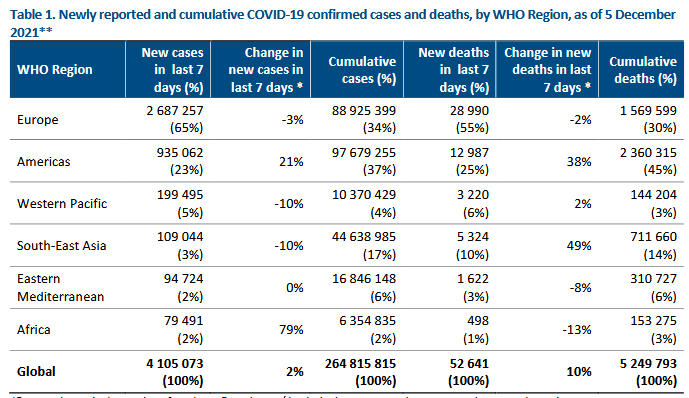 Table 1. Newly reported and cumulative COVID-19 confirmed cases and deaths, by WHO Region, as of 5 December
2021**
WHO Region | New cases in last 7 days (%) | Change in new cases in last 7 days * | Cumulative cases (%) | New deaths in last 7 days (%) | Change in new deaths in last 7 days * | Cumulative deaths (%)
Europe | 2 687 257 (65%) | -3% | 88 925 399 (34%) | 28 990 (55%) | -2% | 1 569 599 (30%)
Americas | 935 062 (23%) | 21% | 97 679 255 (37%) | 12 987 (25%) | 38% | 2 360 315 (45%)
Western Pacific | 199 495 (5%) | -10% | 10 370 429 (4%) | 3 220 (6%) | 2% | 144 204 (3%)
South-East Asia | 109 044 (3%) | -10% | 44 638 985 (17%) | 5 324 (10%) | 49% | 711 660 (14%)
Eastern Mediterranean | 94 724 (2%) | 0% | 16 846 148 (6%) | 1 622 (3%) | -8% | 310 727 (6%)
Africa | 79 491 (2%) | 79% | 6 354 835 (2%) | 498 (1%) | -13% | 153 275 (3%)
Global | 4 105 073 (100%) | 2% | 264 815 815 (100%) | 52 641 (100%) | 10% | 5 249 793 (100%)